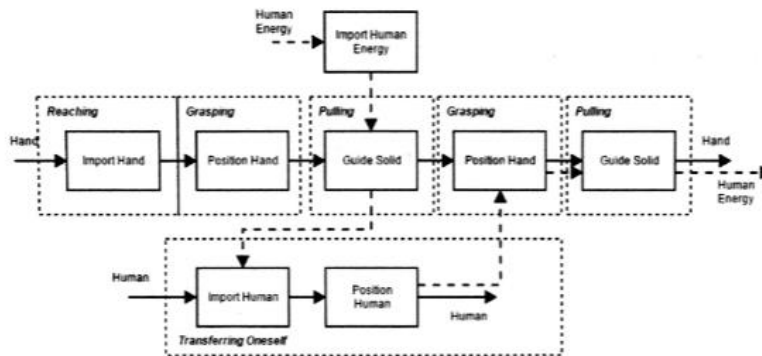 Human
Energy
Import Human
Energy
Reaching
Grasping
Pulling
Grasping
Pulling
Hand
Import Hand
Position Hand
Guide Solid
Position Hand
Guide Solid
Hand
Human
Energy
Human
Import Human
Position
Human
Human
Transferring Oneself